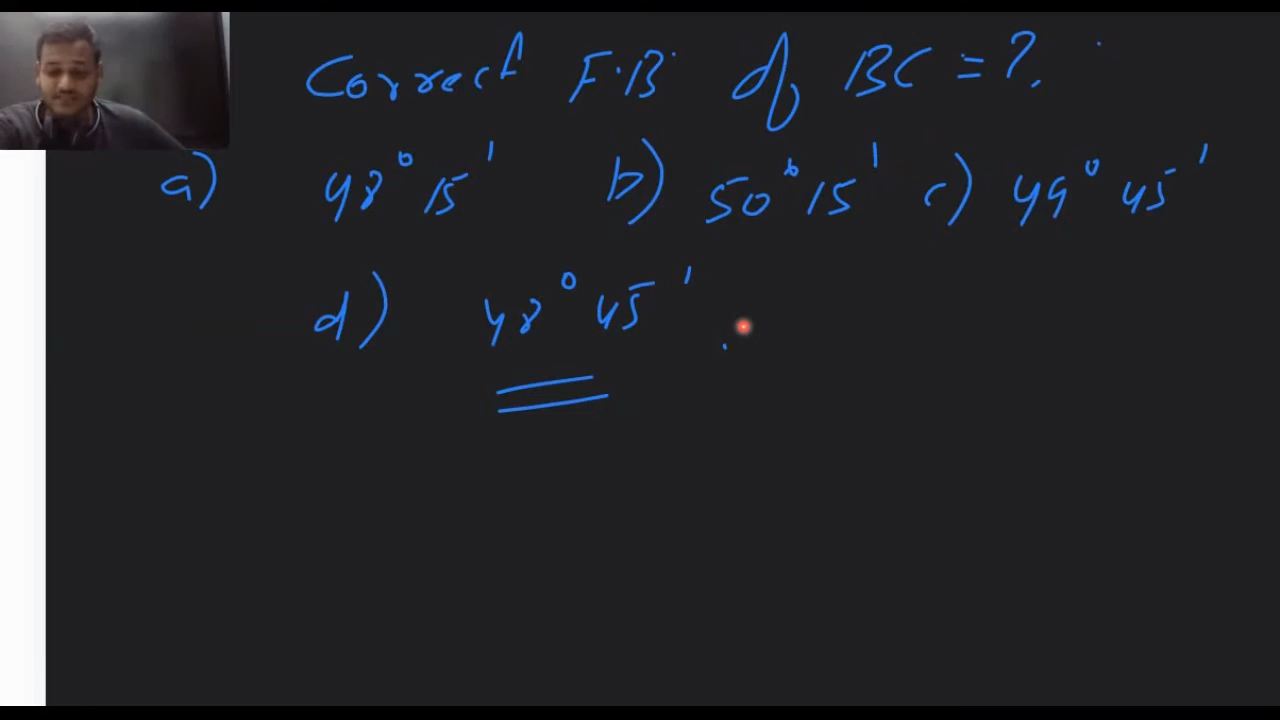 Correct F.B. of BC = ?.
a) 48° 15' b) 50° 15' c) 49° 45'
d) 48° 45'.